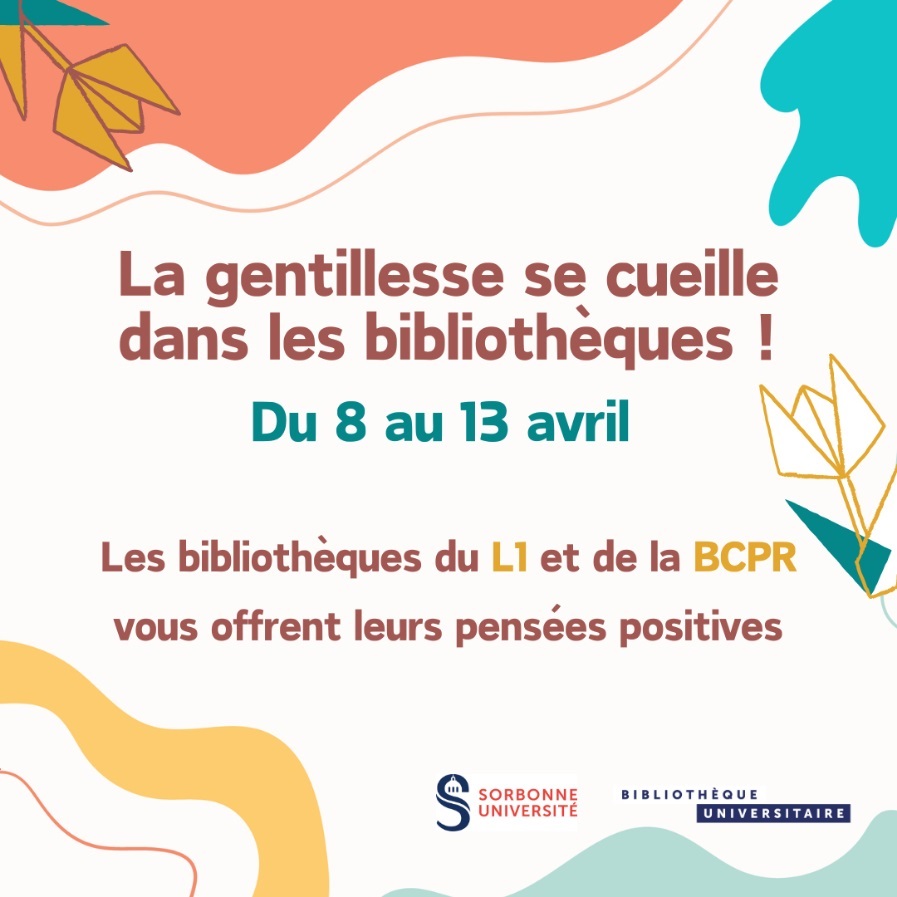 La gentillesse se cueille
dans les bibliothèques !
Du 8 au 13 avril
Les bibliothèques du L1 et de la BCPR
vous offrent leurs pensées positives
SORBONNE
UNIVERSITÉ
BIBLIOTHÈQUE
UNIVERSITAIRE